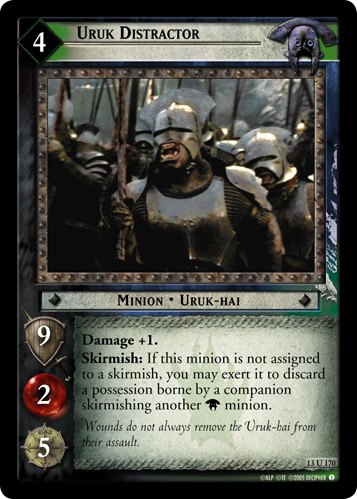 4
URUK DISTRACTOR
MINION • URUK-HAI
9
2
5
Damage +1.
Skirmish: If this minion is not assigned
to a skirmish, you may exert it to discard
a possession borne by a companion
skirmishing another minion.
Wounds do not always remove the Uruk-hai from
their assault.
13 U 170
©NLP ™TE ©2005 DECIPHER